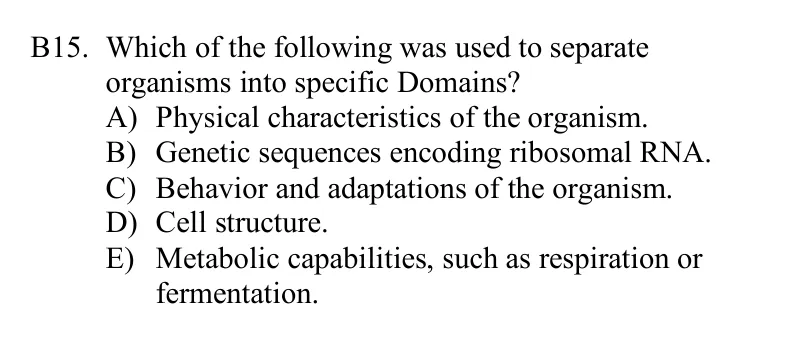 B15. Which of the following was used to separate
organisms into specific Domains?
A) Physical characteristics of the organism.
B) Genetic sequences encoding ribosomal RNA.
C) Behavior and adaptations of the organism.
D) Cell structure.
E) Metabolic capabilities, such as respiration or
fermentation.